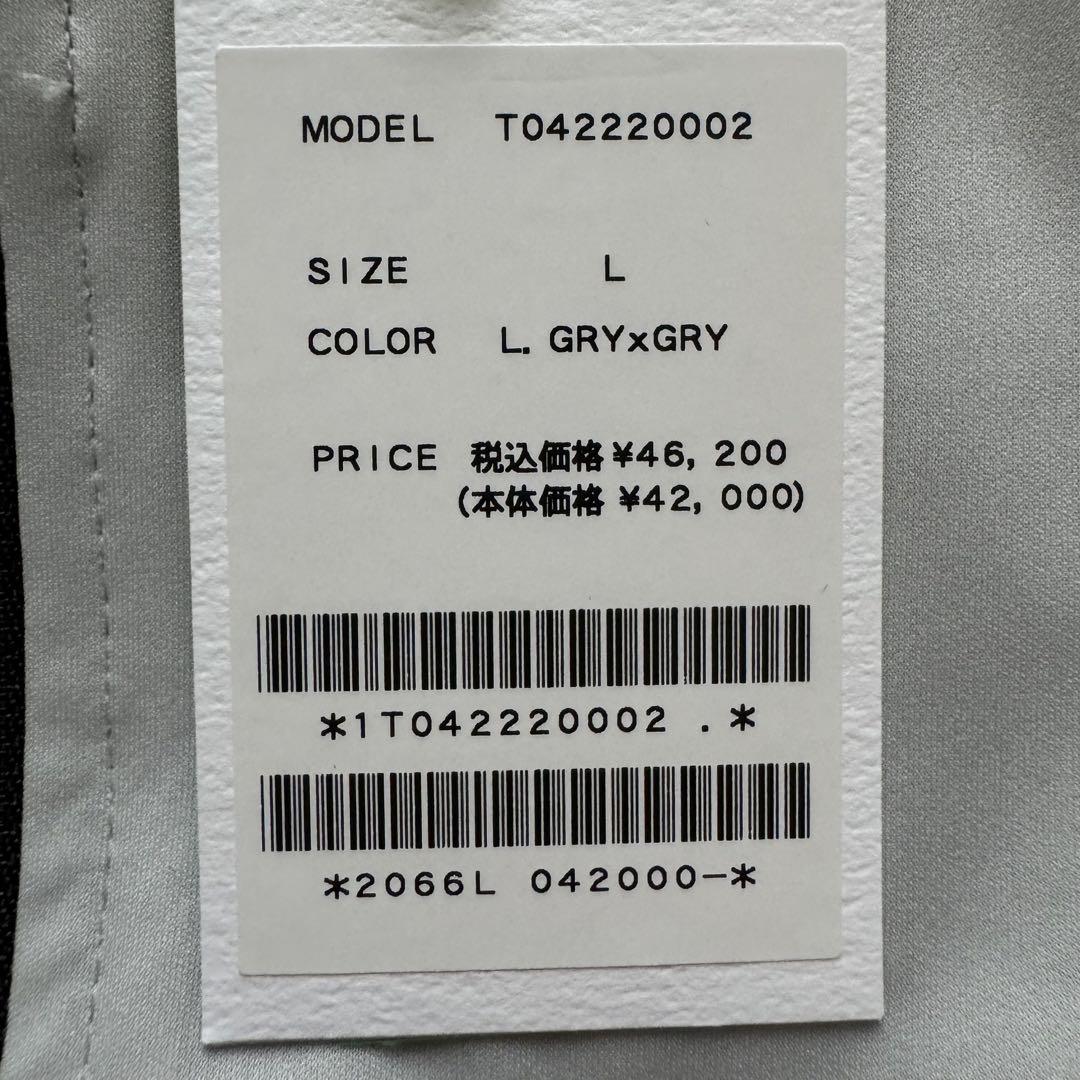 MODEL T042220002
SIZE L
COLOR L. GRYxGRY
PRICE 税込価格 ¥46, 200
(本体価格 ¥42, 000)
*1T042220002 .*
*2066L 042000-*